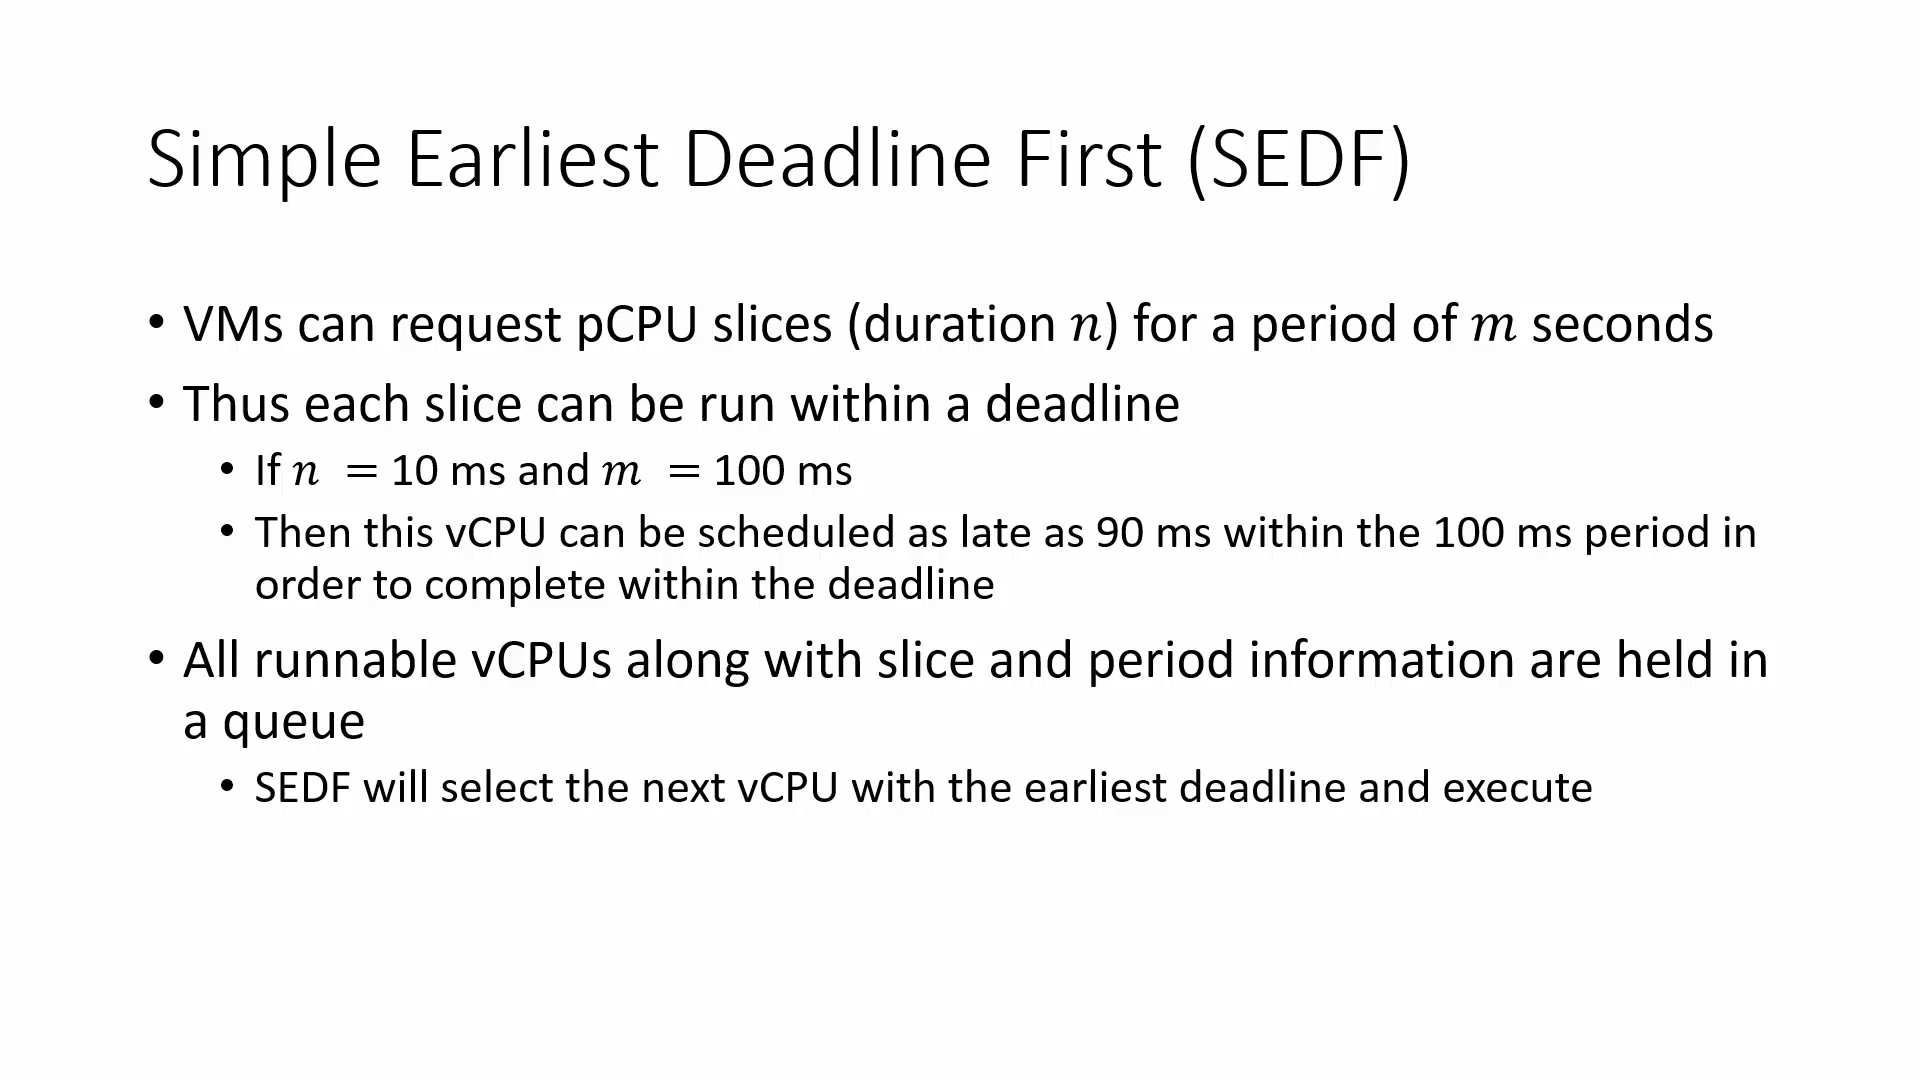 Simple Earliest Deadline First (SEDF)
• VMs can request pCPU slices (duration n) for a period of m seconds
• Thus each slice can be run within a deadline
• If n = 10 ms and m = 100 ms
• Then this vCPU can be scheduled as late as 90 ms within the 100 ms period in
order to complete within the deadline
• All runnable vCPUs along with slice and period information are held in
a queue
• SEDF will select the next vCPU with the earliest deadline and execute